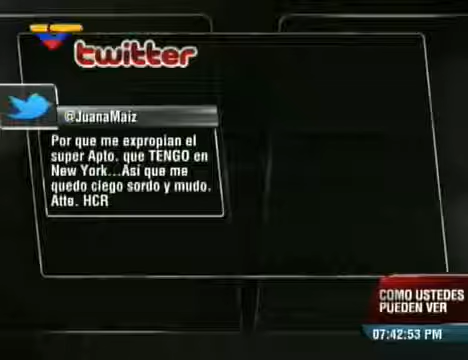 twitter
@JuanaMaiz
Por que me expropian el
super Apto. que TENGO en
New York...Asi que me
quedo ciego sordo y mudo.
Atte. HCR
COMO USTEDES
PUEDEN VER
07:42:53 PM